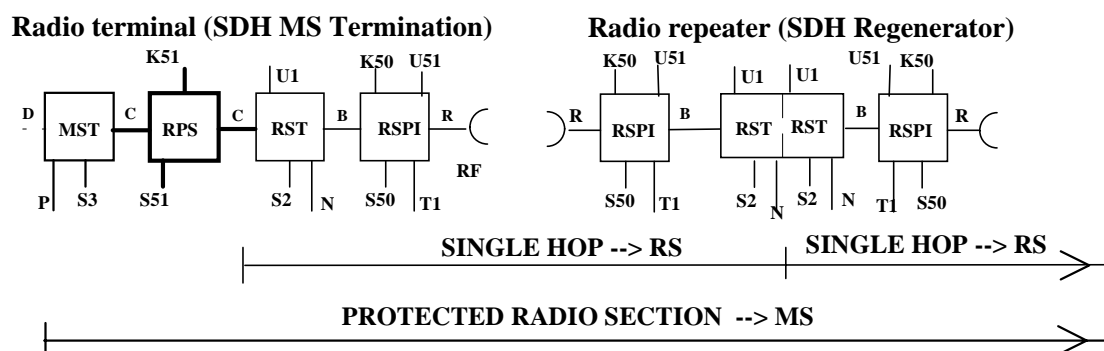 Radio terminal (SDH MS Termination) Radio repeater (SDH Regenerator)
K51 K50 U51 K50 U51 U51 K50
U1 U1 U1
D C C B R R B B R
MST RPS RST RSPI RSPI RST RST RSPI
RF
P S3 S51 S2 N S50 T1 S50 T1 S2 N S2 N T1 S50
SINGLE HOP --> RS SINGLE HOP --> RS
PROTECTED RADIO SECTION --> MS